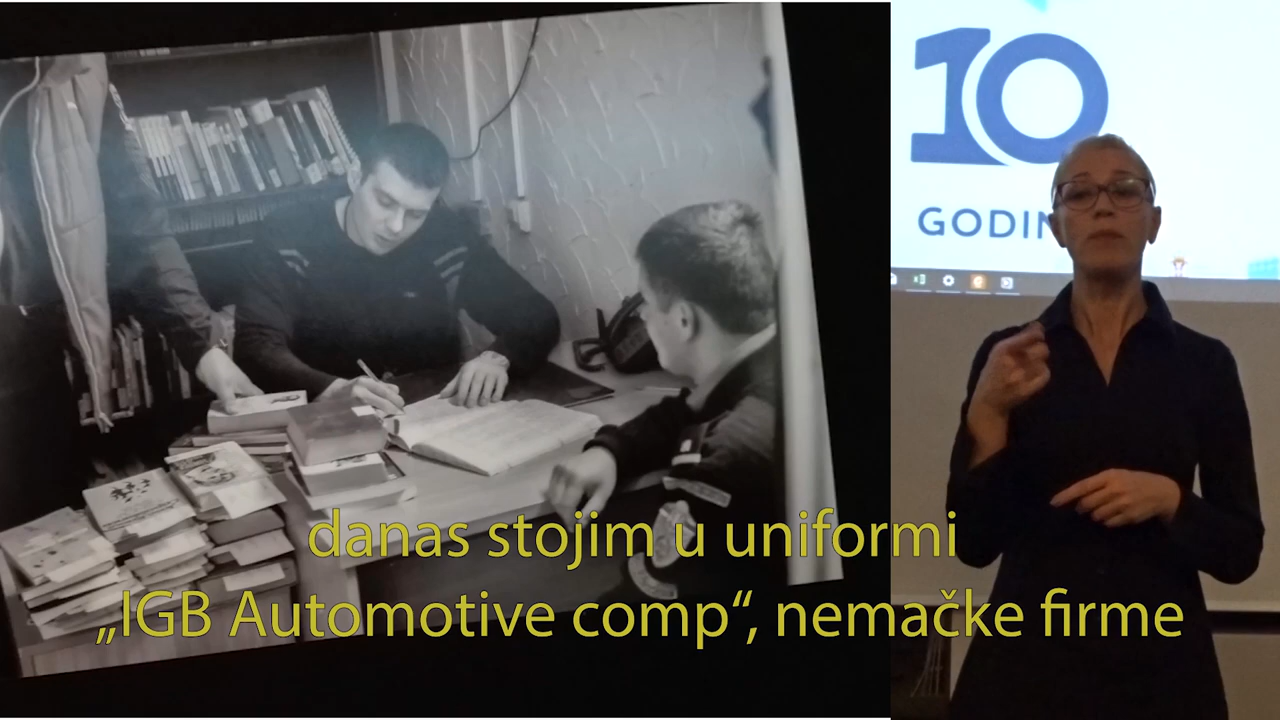 10
GODIN
danas stojim u uniformi
„IGB Automotive comp“, nemačke firme